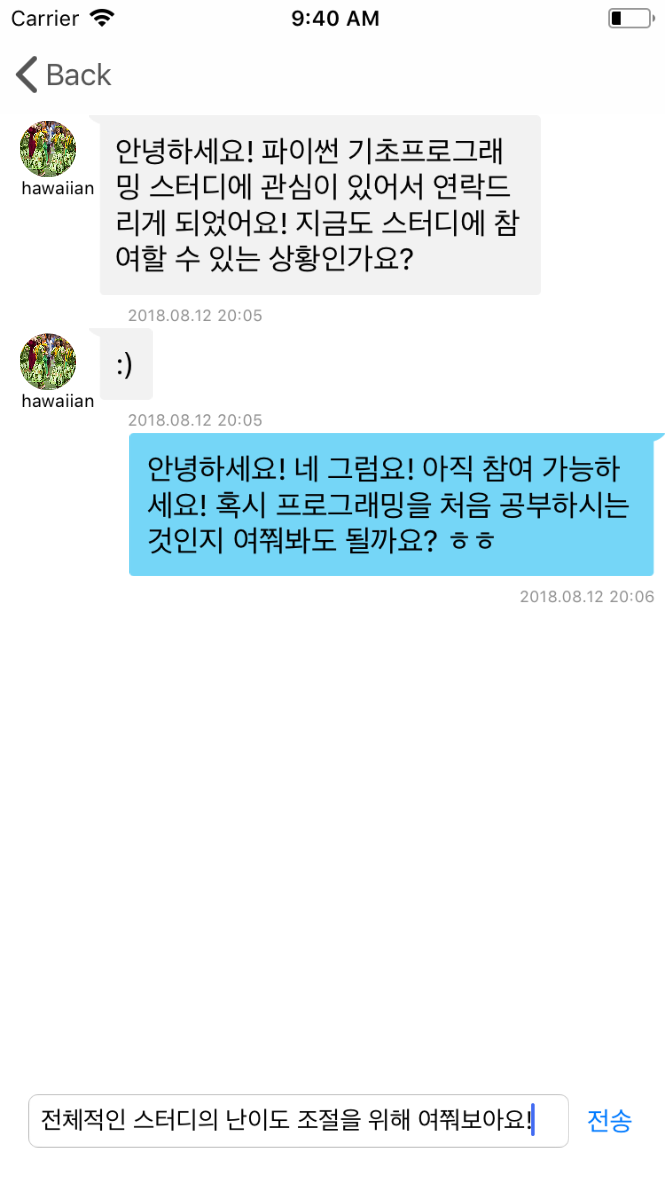 Carrier 9:40 AM
Back
안녕하세요! 파이썬 기초프로그래
밍 스터디에 관심이 있어서 연락드
hawaiian
리게 되었어요! 지금도 스터디에 참
여할 수 있는 상황인가요?
2018.08.12 20:05
:)
hawaiian
2018.08.12 20:05
안녕하세요! 네 그럼요! 아직 참여 가능하
세요! 혹시 프로그래밍을 처음 공부하시는
것인지 여쭤봐도 될까요? ㅎㅎ
2018.08.12 20:06
전체적인 스터디의 난이도 조절을 위해 여쭤보아요! 전송